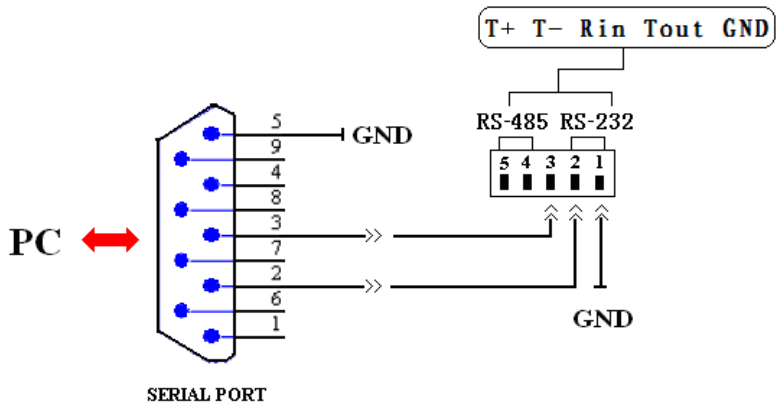 T+ T- Rin Tout GND
RS-485 RS-232
5 4 3 2 1
5
GND
9
4
8
3
7
2
6
1
PC
GND
SERIAL PORT